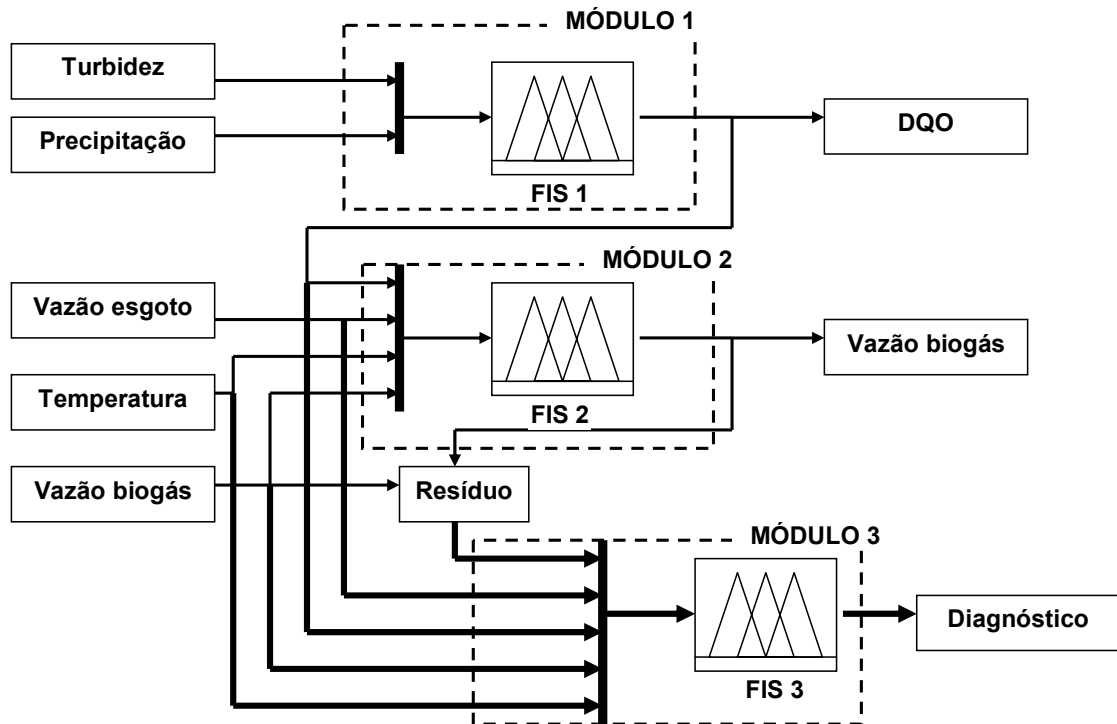 MÓDULO 1
Turbidez
Precipitação
FIS 1
DQO
MÓDULO 2
Vazão esgoto
Temperatura
FIS 2
Vazão biogás
Vazão biogás
Resíduo
MÓDULO 3
FIS 3
Diagnóstico